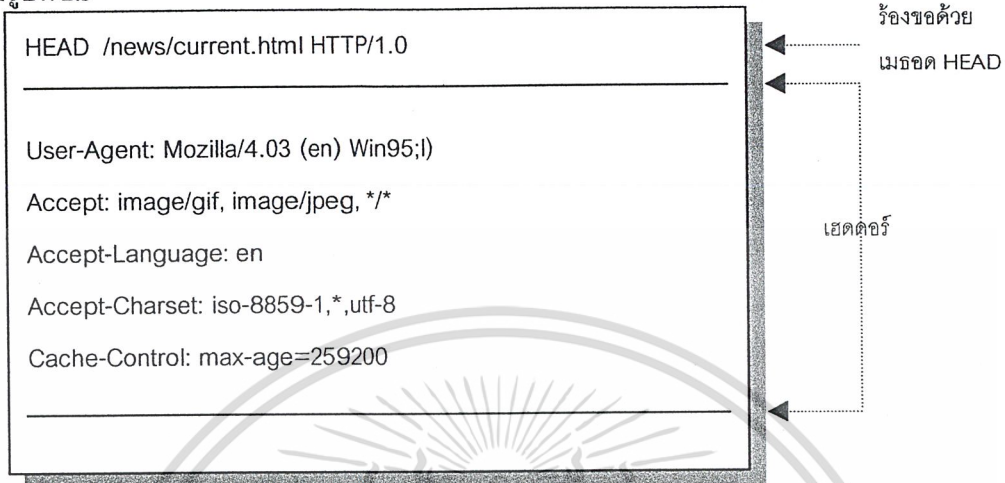 HEAD /news/current.html HTTP/1.0
ร้องขอด้วย
เมธอด HEAD
User-Agent: Mozilla/4.03 (en) Win95;I)
Accept: image/gif, image/jpeg, */*
Accept-Language: en
Accept-Charset: iso-8859-1,*,utf-8
Cache-Control: max-age=259200
เฮดดอร์